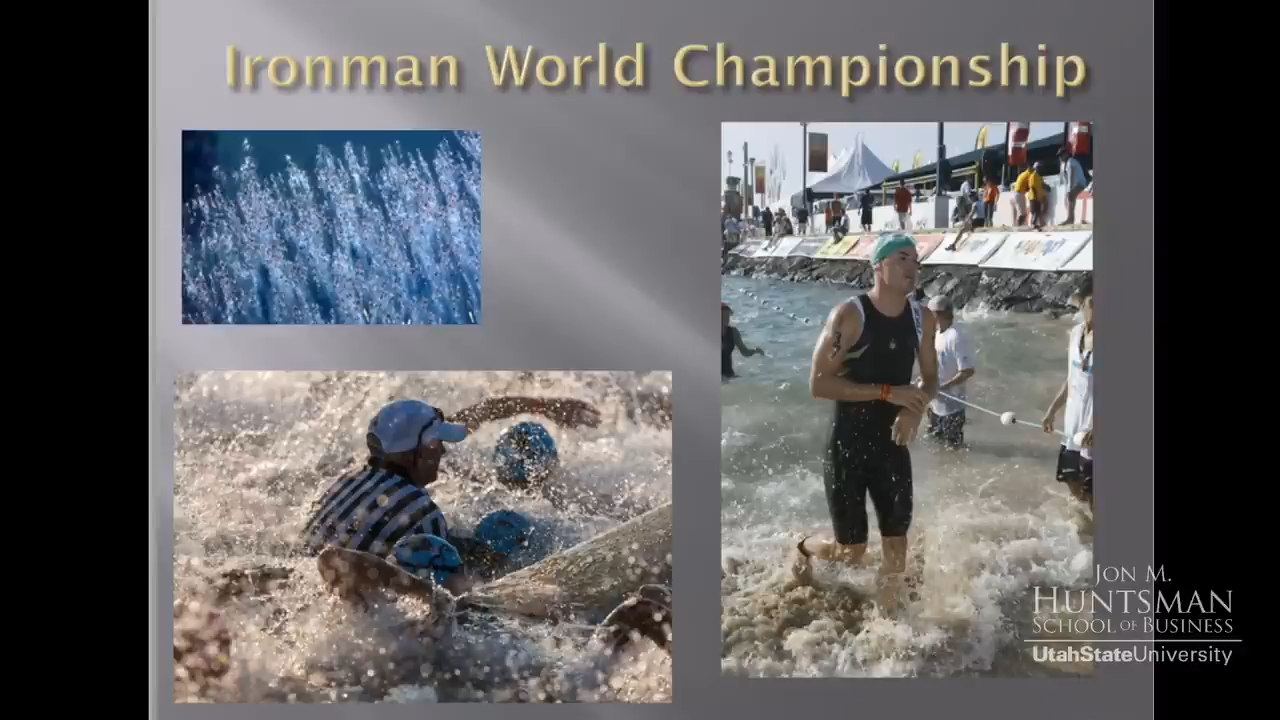 Ironman World Championship
JON M.
HUNTSMAN
SCHOOL OF BUSINESS
UtahStateUniversity